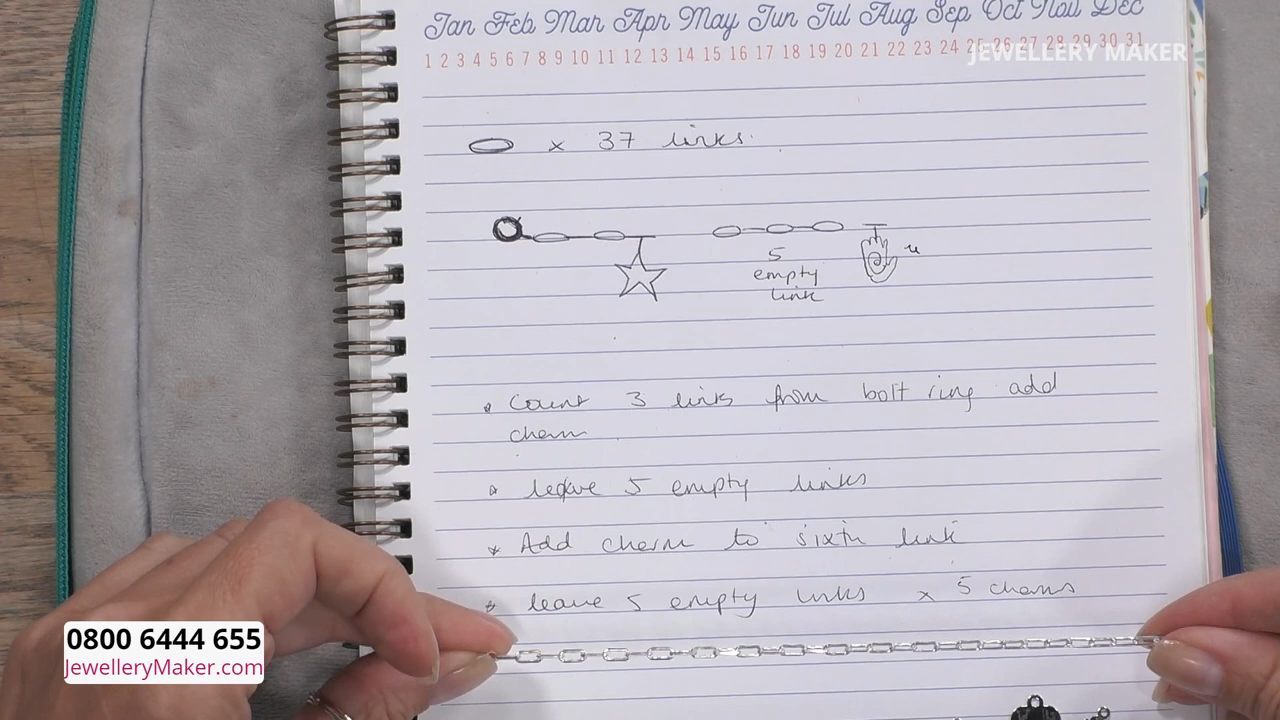 Jan Feb Mar Apr May Jun Jul Aug Sep Oct Nov Dec
1 2 3 4 5 6 7 8 9 10 11 12 13 14 15 16 17 18 19 20 21 22 23 24 25 26 27 28 29 30 31
JEWELLERY MAKER
x 37 links.
5
empty
link
* Count 3 links from bolt ring add
charm
* leave 5 empty links
* Add charm to sixth link
* leave 5 empty links x 5 charms
0800 6444 655
JewelleryMaker.com